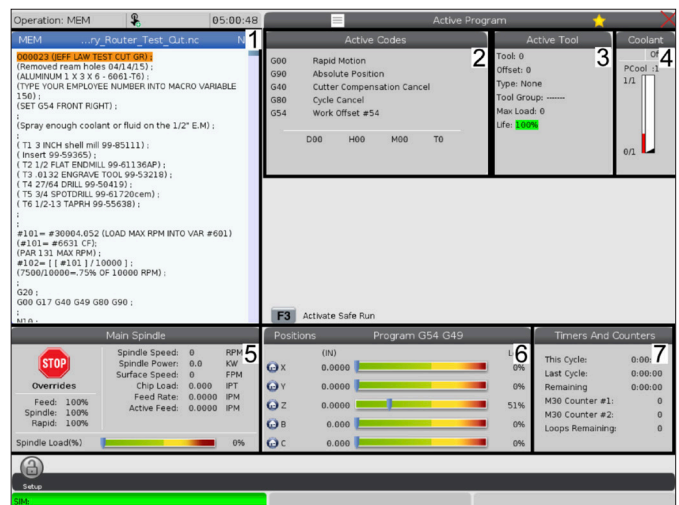 Operation: MEM
05:00:48
Active Program
MEM ...ry_Router_Test_Cut.nc N 1
O00023 (JEFF LAW TEST CUT GR) ;
(Removed ream holes 04/14/15) ;
(ALUMINUM 1 X 3 X 6 - 6061-T6) ;
(TYPE YOUR EMPLOYEE NUMBER INTO MACRO VARIABLE
150) ;
(SET G54 FRONT RIGHT) ;
;
(Spray enough coolant or fluid on the 1/2" E.M) ;
;
( T1 3 INCH shell mill 99-85111) ;
( Insert 99-59365) ;
( T2 1/2 FLAT ENDMILL 99-61136AP) ;
( T3 .0132 ENGRAVE TOOL 99-53218) ;
( T4 27/64 DRILL 99-50419) ;
( T5 3/4 SPOTDRILL 99-61720cem) ;
( T6 1/2-13 TAPRH 99-55638) ;
;
;
#101= #30004.052 (LOAD MAX RPM INTO VAR #601)
(#101= #6631 CF);
(PAR 131 MAX RPM) ;
#102= [ [ #101 ] / 10000 ] ;
(7500/10000=.75% OF 10000 RPM) ;
;
G20 ;
G00 G17 G40 G49 G80 G90 ;
;
N10 ;
Active Codes
2
G00 Rapid Motion
G90 Absolute Position
G40 Cutter Compensation Cancel
G80 Cycle Cancel
G54 Work Offset #54
D00 H00 M00 T0
Active Tool
3
Tool: 0
Offset: 0
Type: None
Tool Group: -------
Max Load: 0
Life: 100%
Coolant
4
Of
PCool :1
1/1
0/1
F3 Activate Safe Run
Main Spindle
5
STOP
Overrides
Feed: 100%
Spindle: 100%
Rapid: 100%
Spindle Speed: 0 RPM
Spindle Power: 0.0 KW
Surface Speed: 0 FPM
Chip Load: 0.000 IPT
Feed Rate: 0.0000 IPM
Active Feed: 0.0000 IPM
Spindle Load(%) 0%
Positions Program G54 G49
6
(IN) L
X 0.0000 0%
Y 0.0000 0%
Z 0.0000 51%
B 0.000 0%
C 0.000 0%
Timers And Counters
7
This Cycle: 0:00:
Last Cycle: 0:00:00
Remaining 0:00:00
M30 Counter #1: 0
M30 Counter #2: 0
Loops Remaining: 0
Setup
SIM: